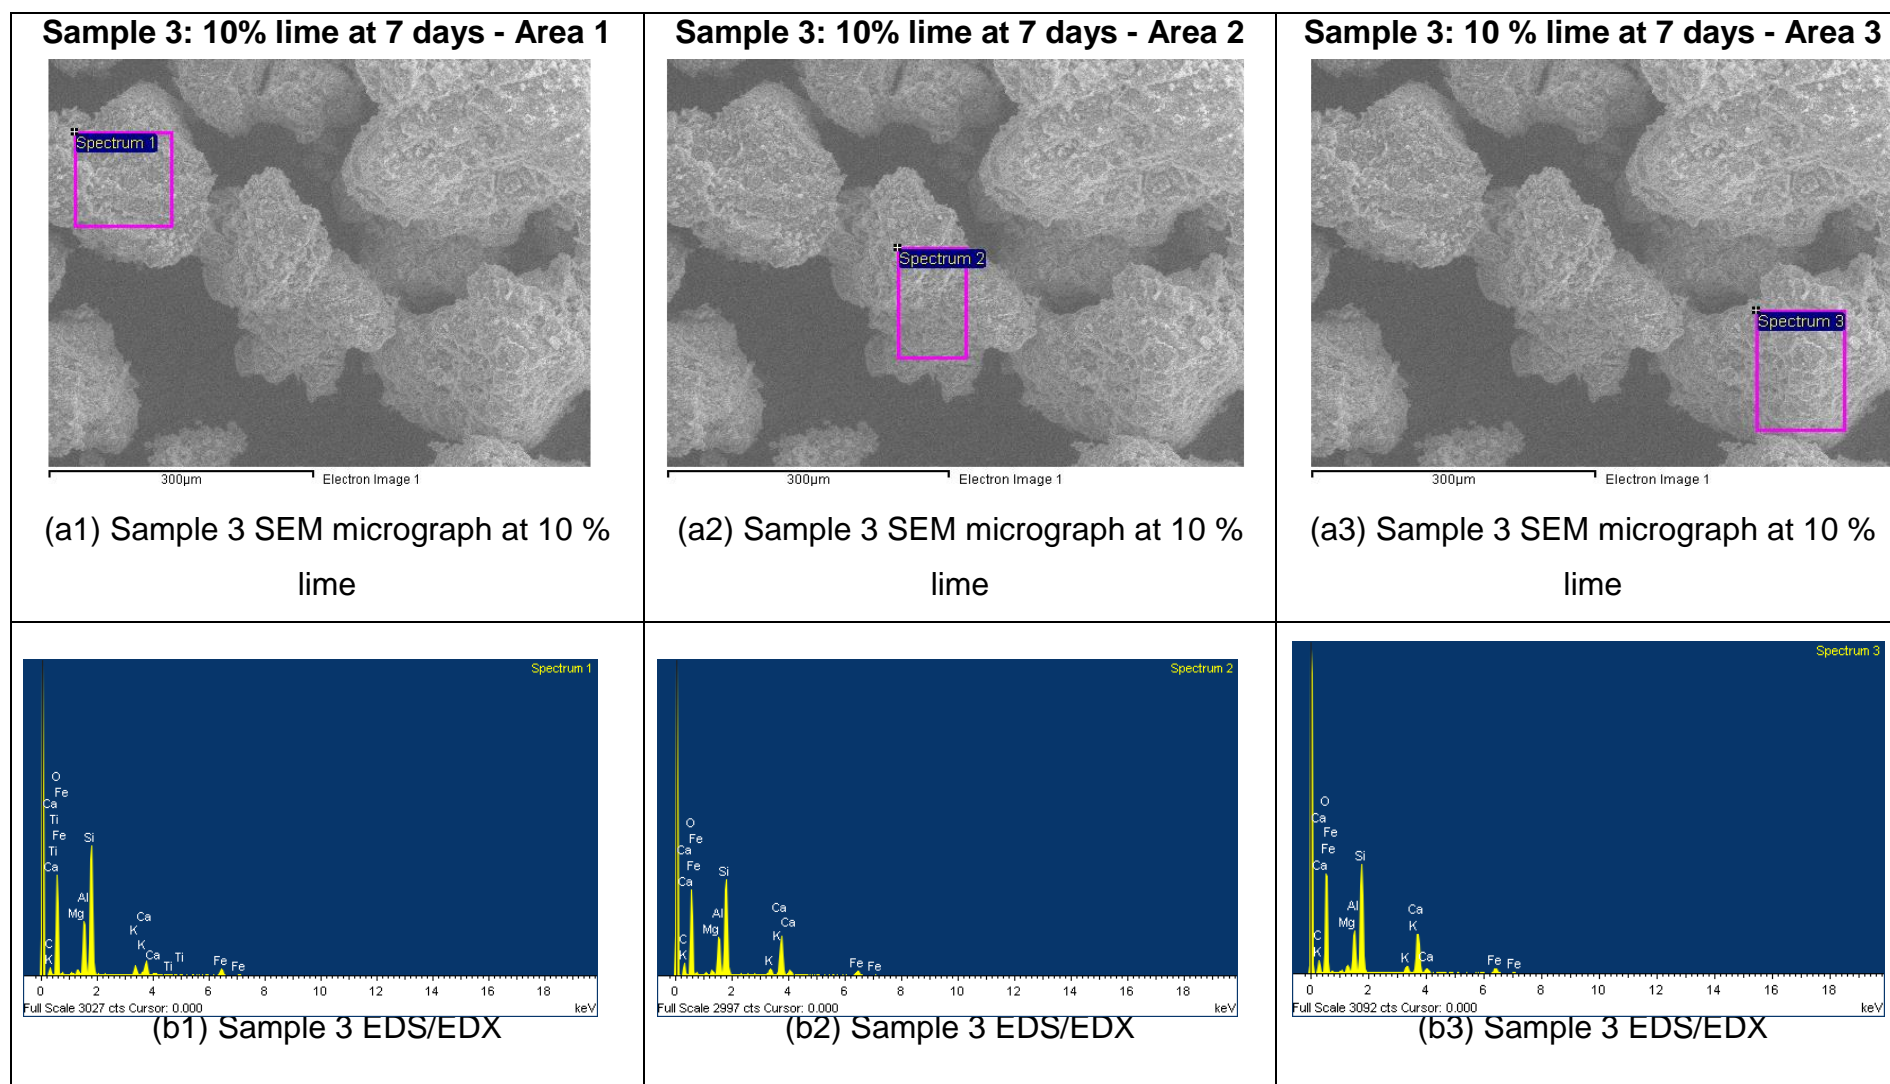 Sample 3: 10% lime at 7 days - Area 1
Spectrum 1
300µm
Electron Image 1
(a1) Sample 3 SEM micrograph at 10 %
lime
Sample 3: 10% lime at 7 days - Area 2
Spectrum 2
300µm
Electron Image 1
(a2) Sample 3 SEM micrograph at 10 %
lime
Sample 3: 10 % lime at 7 days - Area 3
Spectrum 3
300µm
Electron Image 1
(a3) Sample 3 SEM micrograph at 10 %
lime
Spectrum 1
O
Fe
Ca
Ti
Fe
Ti
Ca
Si
Al
Mg
C
K
Ca
K
K
Ca
Ti
Ti
Fe
Fe
0 2 4 6 8 10 12 14 16 18
Full Scale 3027 cts Cursor: 0.000 keV
(b1) Sample 3 EDS/EDX
Spectrum 2
O
Fe
Ca
Fe
Ca
Si
Al
Mg
C
K
Ca
Ca
K
K
Fe
Fe
0 2 4 6 8 10 12 14 16 18
Full Scale 2997 cts Cursor: 0.000 keV
(b2) Sample 3 EDS/EDX
Spectrum 3
O
Ca
Fe
Fe
Ca
Si
Al
Mg
C
K
Ca
K
K
Ca
Fe
Fe
0 2 4 6 8 10 12 14 16 18
Full Scale 3092 cts Cursor: 0.000 keV
(b3) Sample 3 EDS/EDX